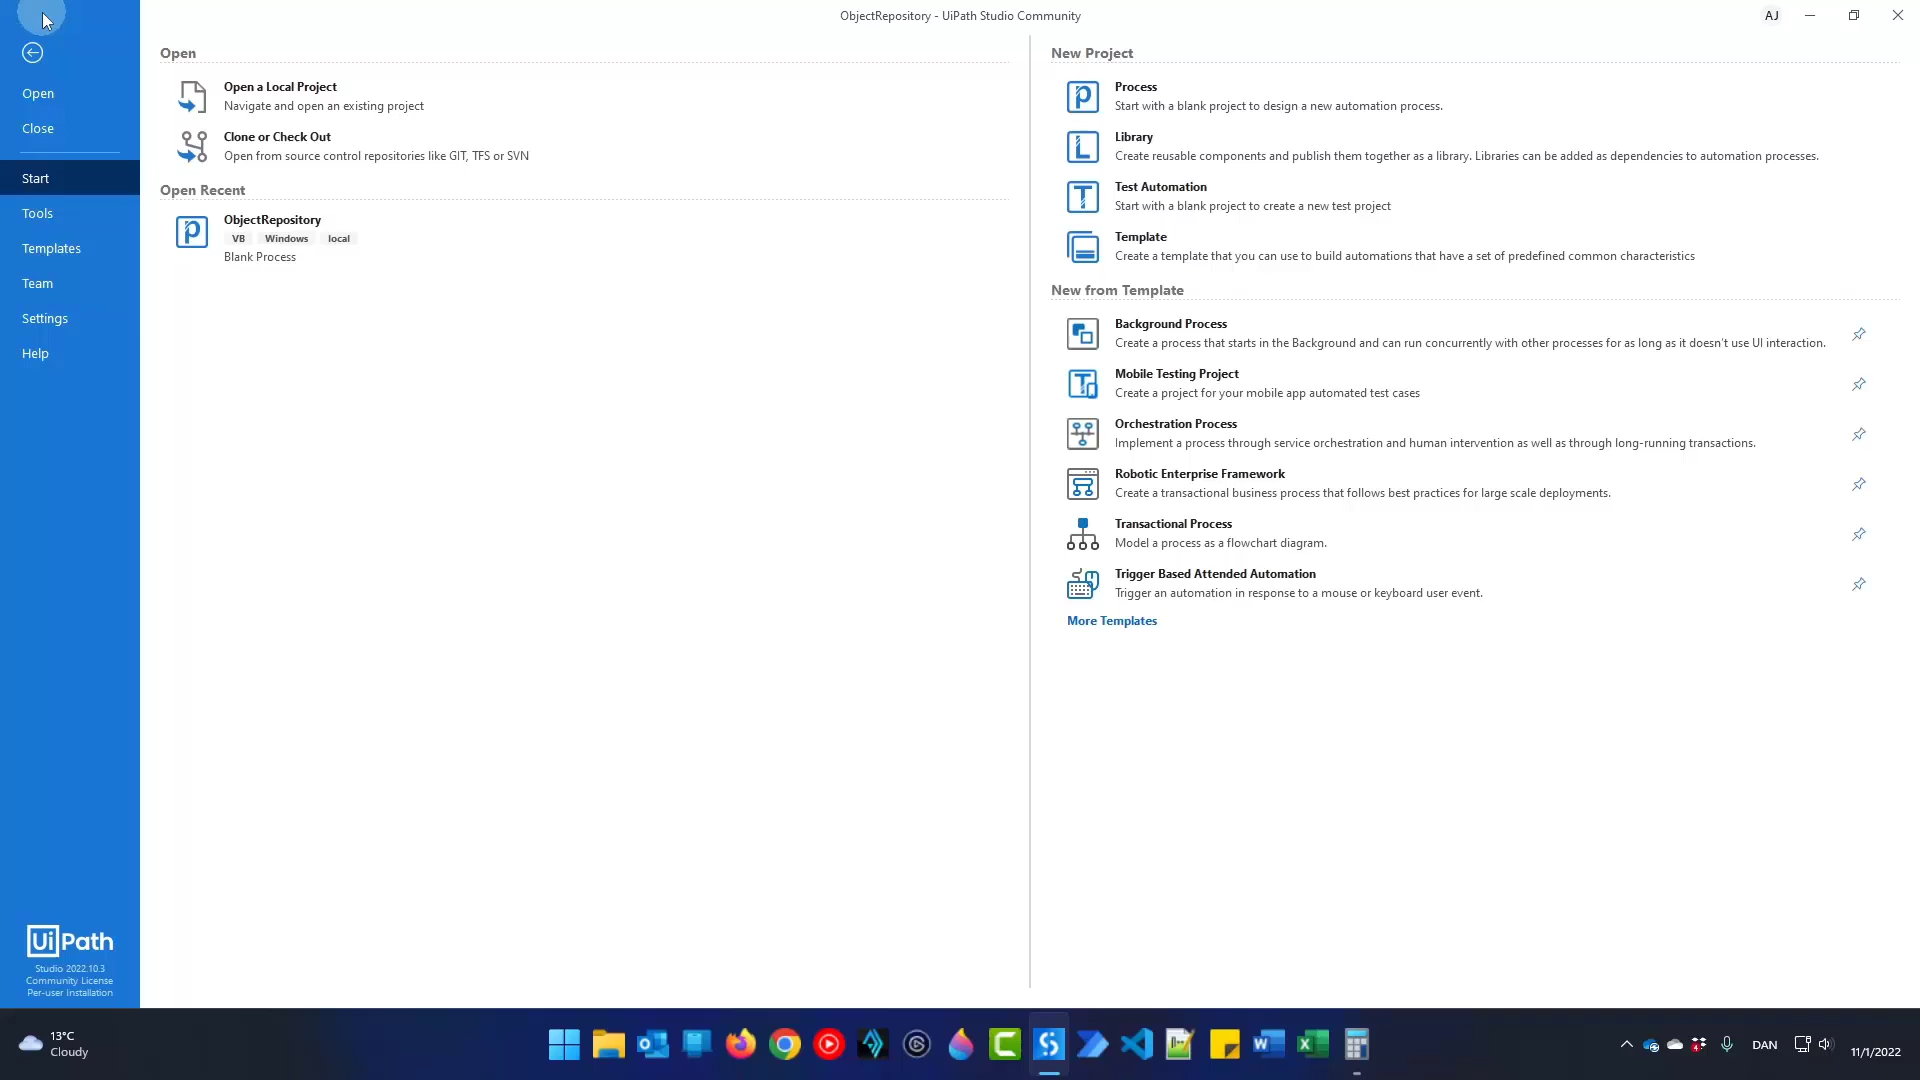 ObjectRepository - UiPath Studio Community
AJ
Open
Close
Start
Tools
Templates
Team
Settings
Help
Open
Open a Local Project
Navigate and open an existing project
Clone or Check Out
Open from source control repositories like GIT, TFS or SVN
Open Recent
ObjectRepository
VB Windows local
Blank Process
New Project
Process
Start with a blank project to design a new automation process.
Library
Create reusable components and publish them together as a library. Libraries can be added as dependencies to automation processes.
Test Automation
Start with a blank project to create a new test project
Template
Create a template that you can use to build automations that have a set of predefined common characteristics
New from Template
Background Process
Create a process that starts in the Background and can run concurrently with other processes for as long as it doesn't use UI interaction.
Mobile Testing Project
Create a project for your mobile app automated test cases
Orchestration Process
Implement a process through service orchestration and human intervention as well as through long-running transactions.
Robotic Enterprise Framework
Create a transactional business process that follows best practices for large scale deployments.
Transactional Process
Model a process as a flowchart diagram.
Trigger Based Attended Automation
Trigger an automation in response to a mouse or keyboard user event.
More Templates
UiPath
Studio 2022.10.3
Community License
Per-user Installation
13°C
Cloudy
DAN
11/1/2022